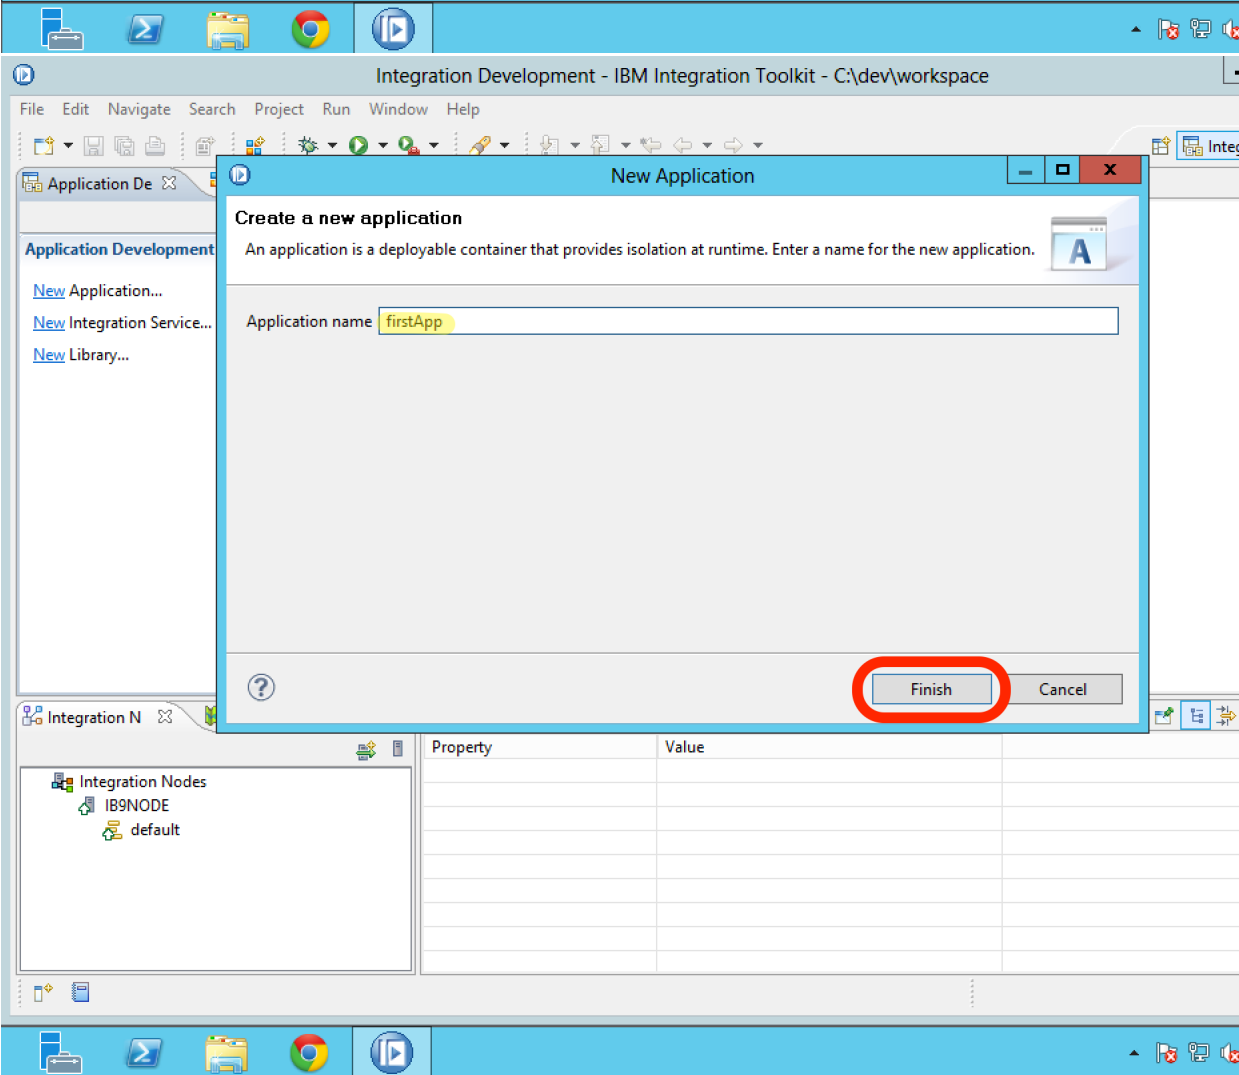 Integration Development - IBM Integration Toolkit - C:\dev\workspace
File Edit Navigate Search Project Run Window Help
Application De
New Application
Create a new application
An application is a deployable container that provides isolation at runtime. Enter a name for the new application.
A
Application Development
New Application...
New Integration Service...
New Library...
Application name firstApp
Finish Cancel
Integration N
Property Value
Integration Nodes
IB9NODE
default